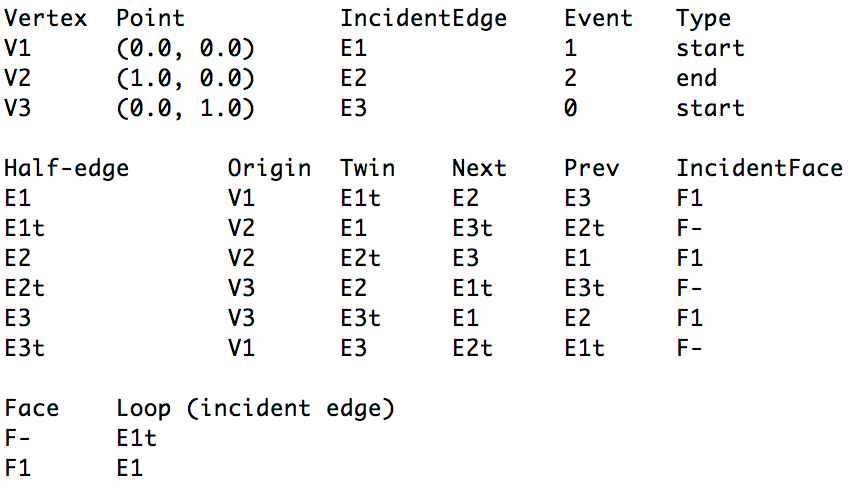 Vertex Point IncidentEdge Event Type
V1 (0.0, 0.0) E1 1 start
V2 (1.0, 0.0) E2 2 end
V3 (0.0, 1.0) E3 0 start
Half-edge Origin Twin Next Prev IncidentFace
E1 V1 E1t E2 E3 F1
E1t V2 E1 E3t E2t F-
E2 V2 E2t E3 E1 F1
E2t V3 E2 E1t E3t F-
E3 V3 E3t E1 E2 F1
E3t V1 E3 E2t E1t F-
Face Loop (incident edge)
F- E1t
F1 E1